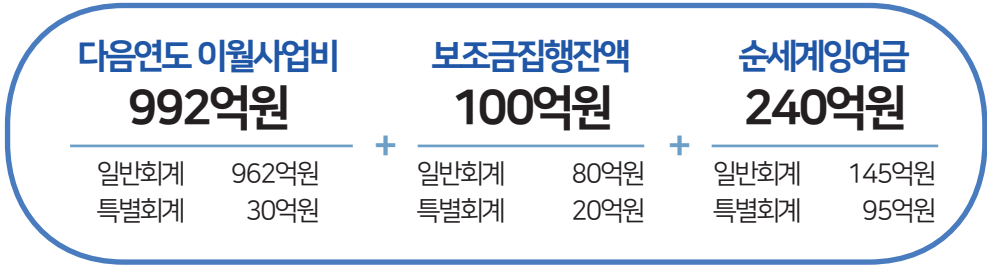 다음연도 이월사업비
992억원
일반회계 962억원
특별회계 30억원
+
보조금집행잔액
100억원
일반회계 80억원
특별회계 20억원
+
순세계잉여금
240억원
일반회계 145억원
특별회계 95억원